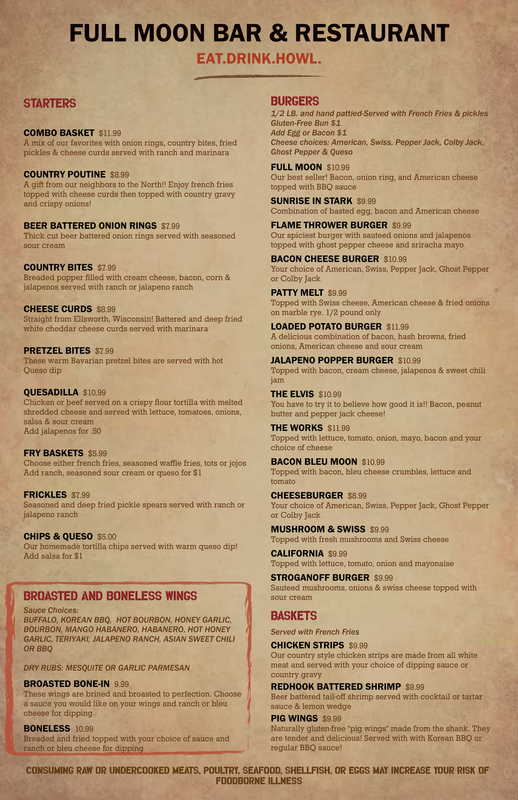 FULL MOON BAR & RESTAURANT
EAT.DRINK.HOWL.
STARTERS
COMBO BASKET $11.99
A mix of our favorites with onion rings, country bites, fried
pickles & cheese curds served with ranch and marinara
COUNTRY POUTINE $8.99
A gift from our neighbors to the North!! Enjoy french fries
topped with cheese curds then topped with country gravy
and crispy onions!
BEER BATTERED ONION RINGS $7.99
Thick cut beer battered onion rings served with seasoned
sour cream
COUNTRY BITES $7.99
Breaded popper filled with cream cheese, bacon, corn &
jalapenos served with ranch or jalapeno ranch
CHEESE CURDS $8.99
Straight from Ellsworth, Wisconsin! Battered and deep fried
white cheddar cheese curds served with marinara
PRETZEL BITES $7.99
These warm Bavarian pretzel bites are served with hot
Queso dip
QUESADILLA $10.99
Chicken or beef served on a crispy flour tortilla with melted
shredded cheese and served with lettuce, tomatoes, onions,
salsa & sour cream
Add jalapenos for .50
FRY BASKETS $5.99
Choose either french fries, seasoned waffle fries, tots or jojos
Add ranch, seasoned sour cream or queso for $1
FRICKLES $7.99
Seasoned and deep fried pickle spears served with ranch or
jalapeno ranch
CHIPS & QUESO $5.00
Our homemade tortilla chips served with warm queso dip!
Add salsa for $1
BROASTED AND BONELESS WINGS
Sauce Choices:
BUFFALO, KOREAN BBQ, HOT BOURBON, HONEY GARLIC,
BOURBON, MANGO HABANERO, HABANERO, HOT HONEY
GARLIC, TERIYAKI, JALAPENO RANCH, ASIAN SWEET CHILI
OR BBQ
DRY RUBS: MESQUITE OR GARLIC PARMESAN
BROASTED BONE-IN 9.99
These wings are brined and broasted to perfection. Choose
a sauce you would like on your wings and ranch or bleu
cheese for dipping
BONELESS 10.99
Breaded and fried topped with your choice of sauce and
ranch or bleu cheese for dipping
BURGERS
1/2 LB. and hand pattied-Served with French Fries & pickles
Gluten-Free Bun $1
Add Egg or Bacon $1
Cheese choices: American, Swiss, Pepper Jack, Colby Jack,
Ghost Pepper & Queso
FULL MOON $10.99
Our best seller! Bacon, onion ring, and American cheese
topped with BBQ sauce
SUNRISE IN STARK $9.99
Combination of basted egg, bacon and American cheese
FLAME THROWER BURGER $9.99
Our spiciest burger with sauteed onions and jalapenos
topped with ghost pepper cheese and sriracha mayo
BACON CHEESE BURGER $10.99
Your choice of American, Swiss, Pepper Jack, Ghost Pepper
or Colby Jack
PATTY MELT $9.99
Topped with Swiss cheese, American cheese & fried onions
on marble rye. 1/2 pound only
LOADED POTATO BURGER $11.99
A delicious combination of bacon, hash browns, fried
onions, American cheese and sour cream
JALAPENO POPPER BURGER $10.99
Topped with bacon, cream cheese, jalapenos & sweet chili
jam
THE ELVIS $10.99
You have to try it to believe how good it is!! Bacon, peanut
butter and pepper jack cheese!
THE WORKS $11.99
Topped with lettuce, tomato, onion, mayo, bacon and your
choice of cheese
BACON BLEU MOON $10.99
Topped with bacon, bleu cheese crumbles, lettuce and
tomato
CHEESEBURGER $8.99
Your choice of American, Swiss, Pepper Jack, Ghost Pepper
or Colby Jack
MUSHROOM & SWISS $9.99
Topped with fresh mushrooms and Swiss cheese
CALIFORNIA $9.99
Topped with lettuce, tomato, onion and mayonaise
STROGANOFF BURGER $9.99
Sauteed mushrooms, onions & swiss cheese topped with
sour cream
BASKETS
Served with French Fries
CHICKEN STRIPS $9.99
Our country style chicken strips are made from all white
meat and served with your choice of dipping sauce or
country gravy
REDHOOK BATTERED SHRIMP $8.99
Beer battered tail-off shrimp served with cocktail or tartar
sauce & lemon wedge
PIG WINGS $9.99
Naturally gluten-free "pig wings" made from the shank. They
are tender and delicious! Served with with Korean BBQ or
regular BBQ sauce!
CONSUMING RAW OR UNDERCOOKED MEATS, POULTRY, SEAFOOD, SHELLFISH, OR EGGS MAY INCREASE YOUR RISK OF
FOODBORNE ILLNESS